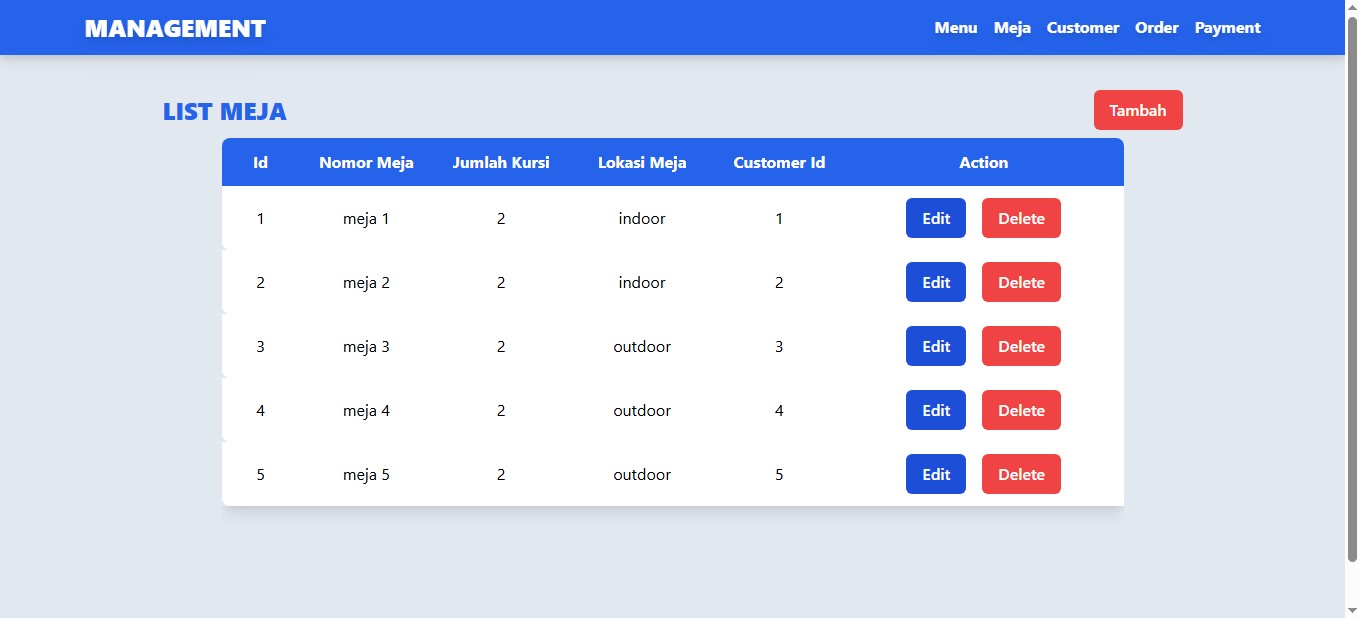 MANAGEMENT Menu Meja Customer Order Payment
LIST MEJA Tambah
Id Nomor Meja Jumlah Kursi Lokasi Meja Customer Id Action
1 meja 1 2 indoor 1 Edit Delete
2 meja 2 2 indoor 2 Edit Delete
3 meja 3 2 outdoor 3 Edit Delete
4 meja 4 2 outdoor 4 Edit Delete
5 meja 5 2 outdoor 5 Edit Delete